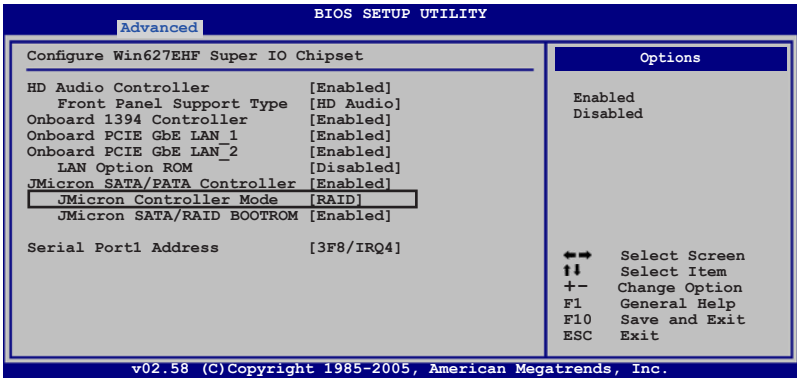 BIOS SETUP UTILITY
Advanced
Configure Win627EHF Super IO Chipset
HD Audio Controller [Enabled]
Front Panel Support Type [HD Audio]
Onboard 1394 Controller [Enabled]
Onboard PCIE GbE LAN_1 [Enabled]
Onboard PCIE GbE LAN_2 [Enabled]
LAN Option ROM [Disabled]
JMicron SATA/PATA Controller [Enabled]
JMicron Controller Mode [RAID]
JMicron SATA/RAID BOOTROM [Enabled]
Serial Port1 Address [3F8/IRQ4]
Options
Enabled
Disabled
←→ Select Screen
↑↓ Select Item
+- Change Option
F1 General Help
F10 Save and Exit
ESC Exit
v02.58 (C)Copyright 1985-2005, American Megatrends, Inc.